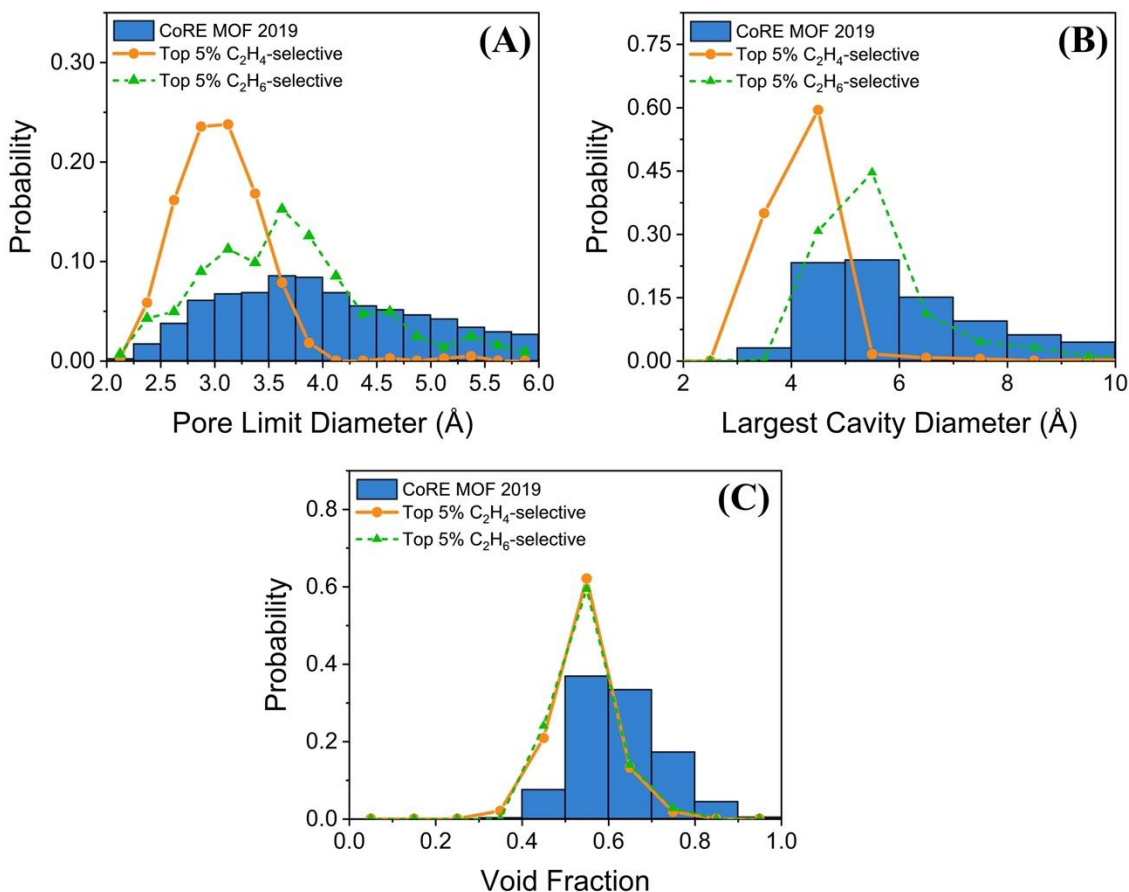 (A)
CoRE MOF 2019
Top 5% C₂H₄-selective
Top 5% C₂H₆-selective
0.30
0.20
0.10
0.00
Probability
2.0 2.5 3.0 3.5 4.0 4.5 5.0 5.5 6.0
Pore Limit Diameter (Å)
(B)
CoRE MOF 2019
Top 5% C₂H₄-selective
Top 5% C₂H₆-selective
0.75
0.60
0.45
0.30
0.15
0.00
Probability
2 4 6 8 10
Largest Cavity Diameter (Å)
(C)
CoRE MOF 2019
Top 5% C₂H₄-selective
Top 5% C₂H₆-selective
0.8
0.6
0.4
0.2
0.0
Probability
0.0 0.2 0.4 0.6 0.8 1.0
Void Fraction